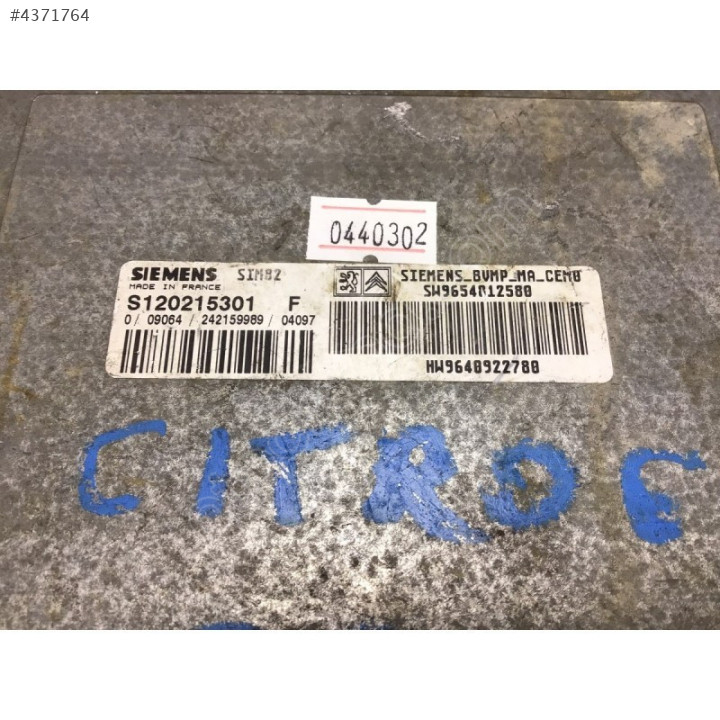 #4371764
0440302
SIEMENS SIM82
MADE IN FRANCE
S120215301 F
0 / 09064 / 242159989 / 04097
SIEMENS_BVMP_MA_CEM0
SW9654012580
HW9640922780
CITROE